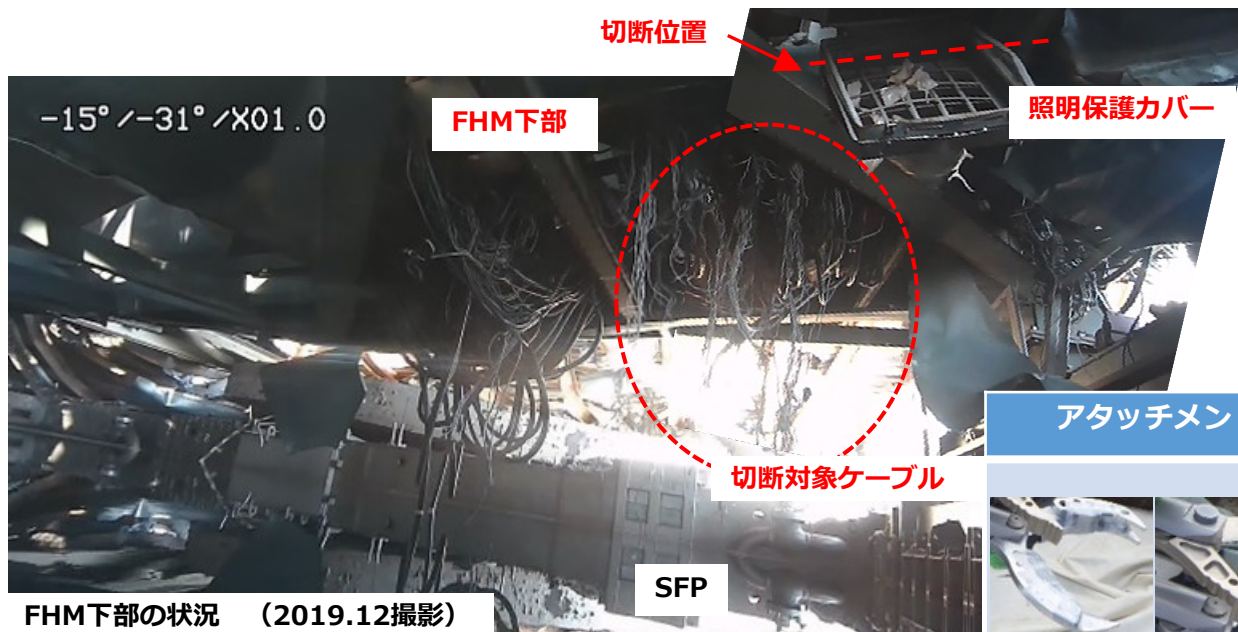 切断位置
照明保護カバー
-15°/-31°/X01.0
FHM下部
アタッチメン
切断対象ケーブル
SFP
FHM下部の状況 （2019.12撮影）